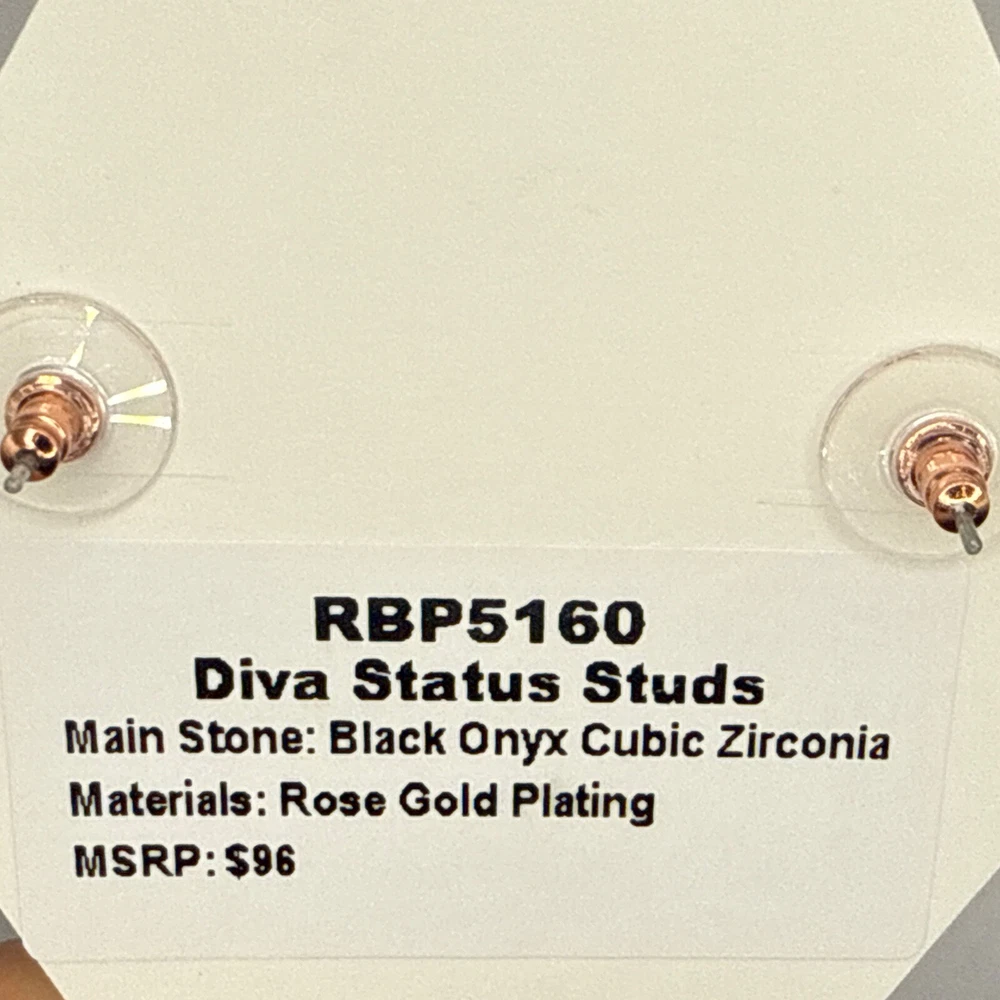 RBP5160
Diva Status Studs
Main Stone: Black Onyx Cubic Zirconia
Materials: Rose Gold Plating
MSRP: $96